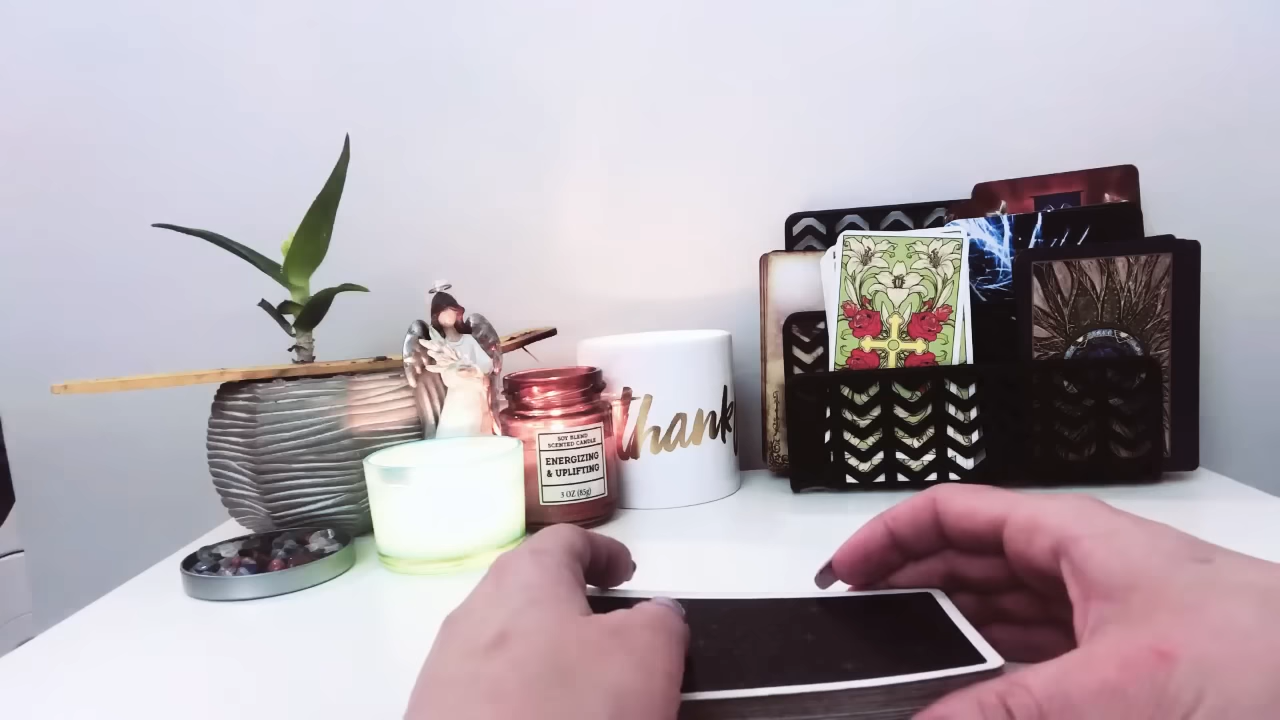 SOY BLEND
SCENTED CANDLE
ENERGIZING
& UPLIFTING
3 OZ (85g)
thank